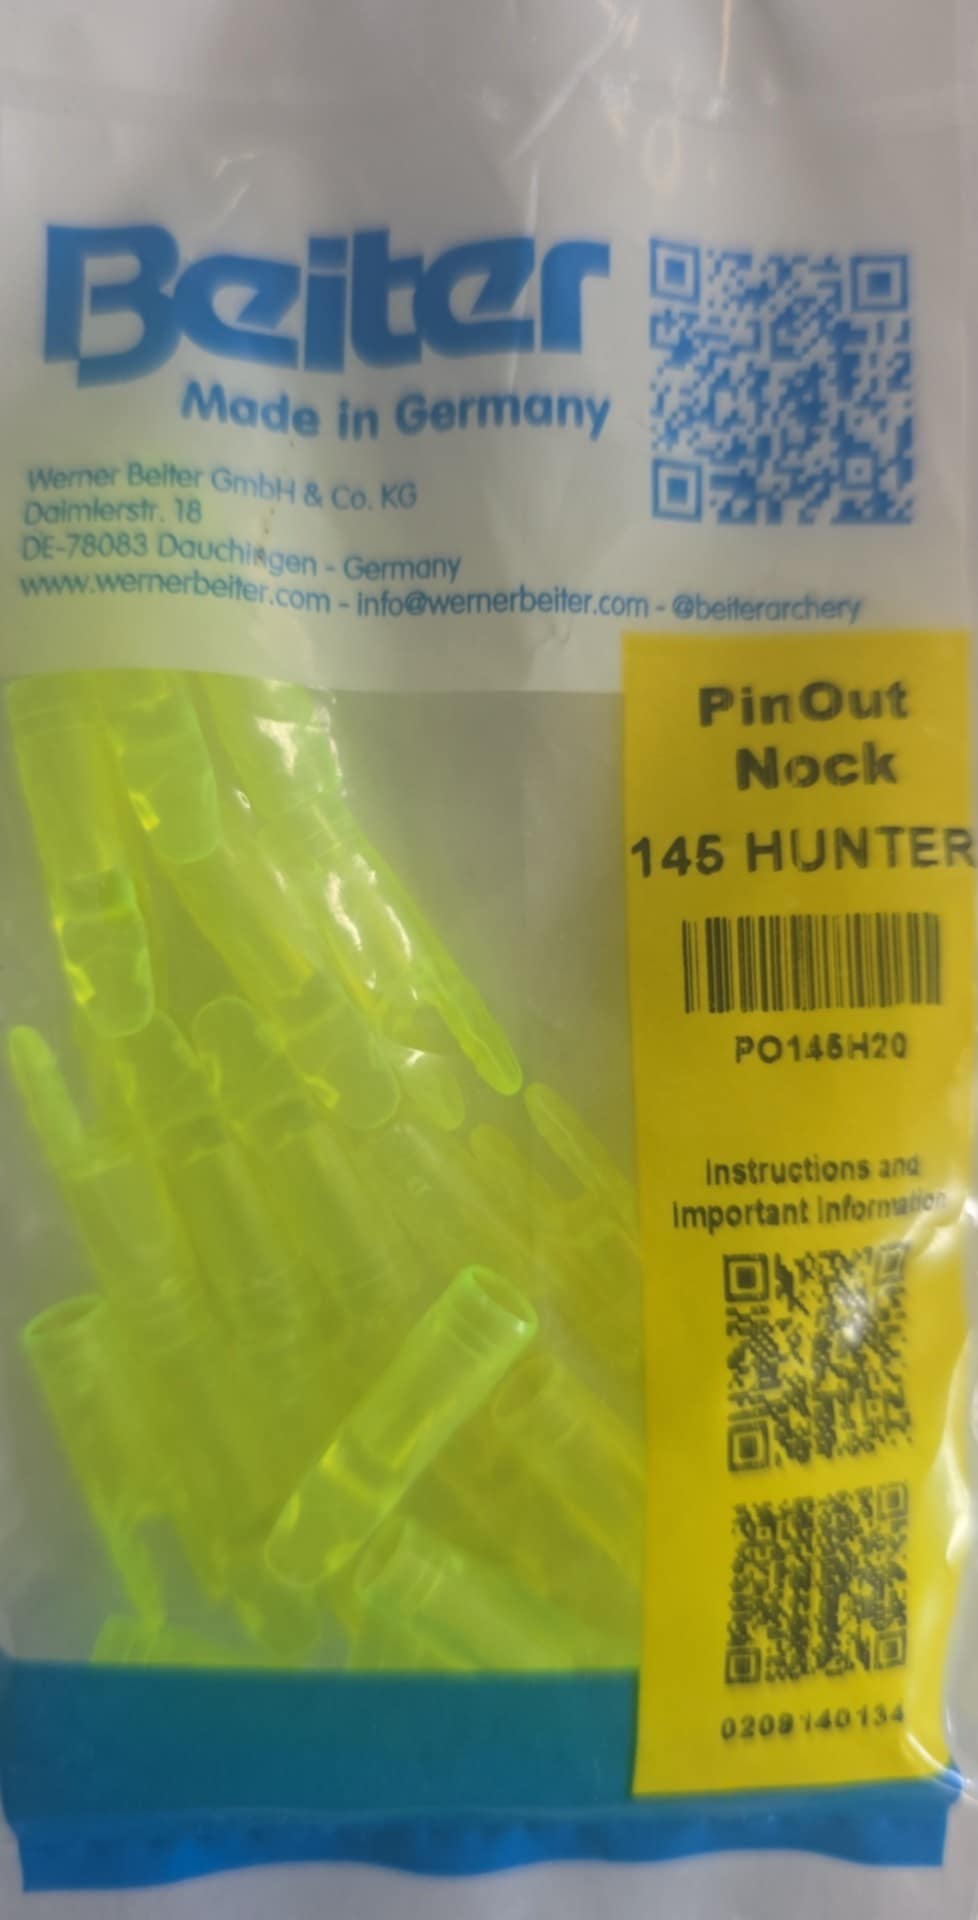 Beiter
Made in Germany
Werner Beiter GmbH & Co. KG
Daimlerstr. 18
DE-78083 Dauchingen - Germany
www.wernerbeiter.com - info@wernerbeiter.com - @beiterarchery
PinOut
Nock
145 HUNTER
PO145H20
Instructions and
Important Information
0209140134